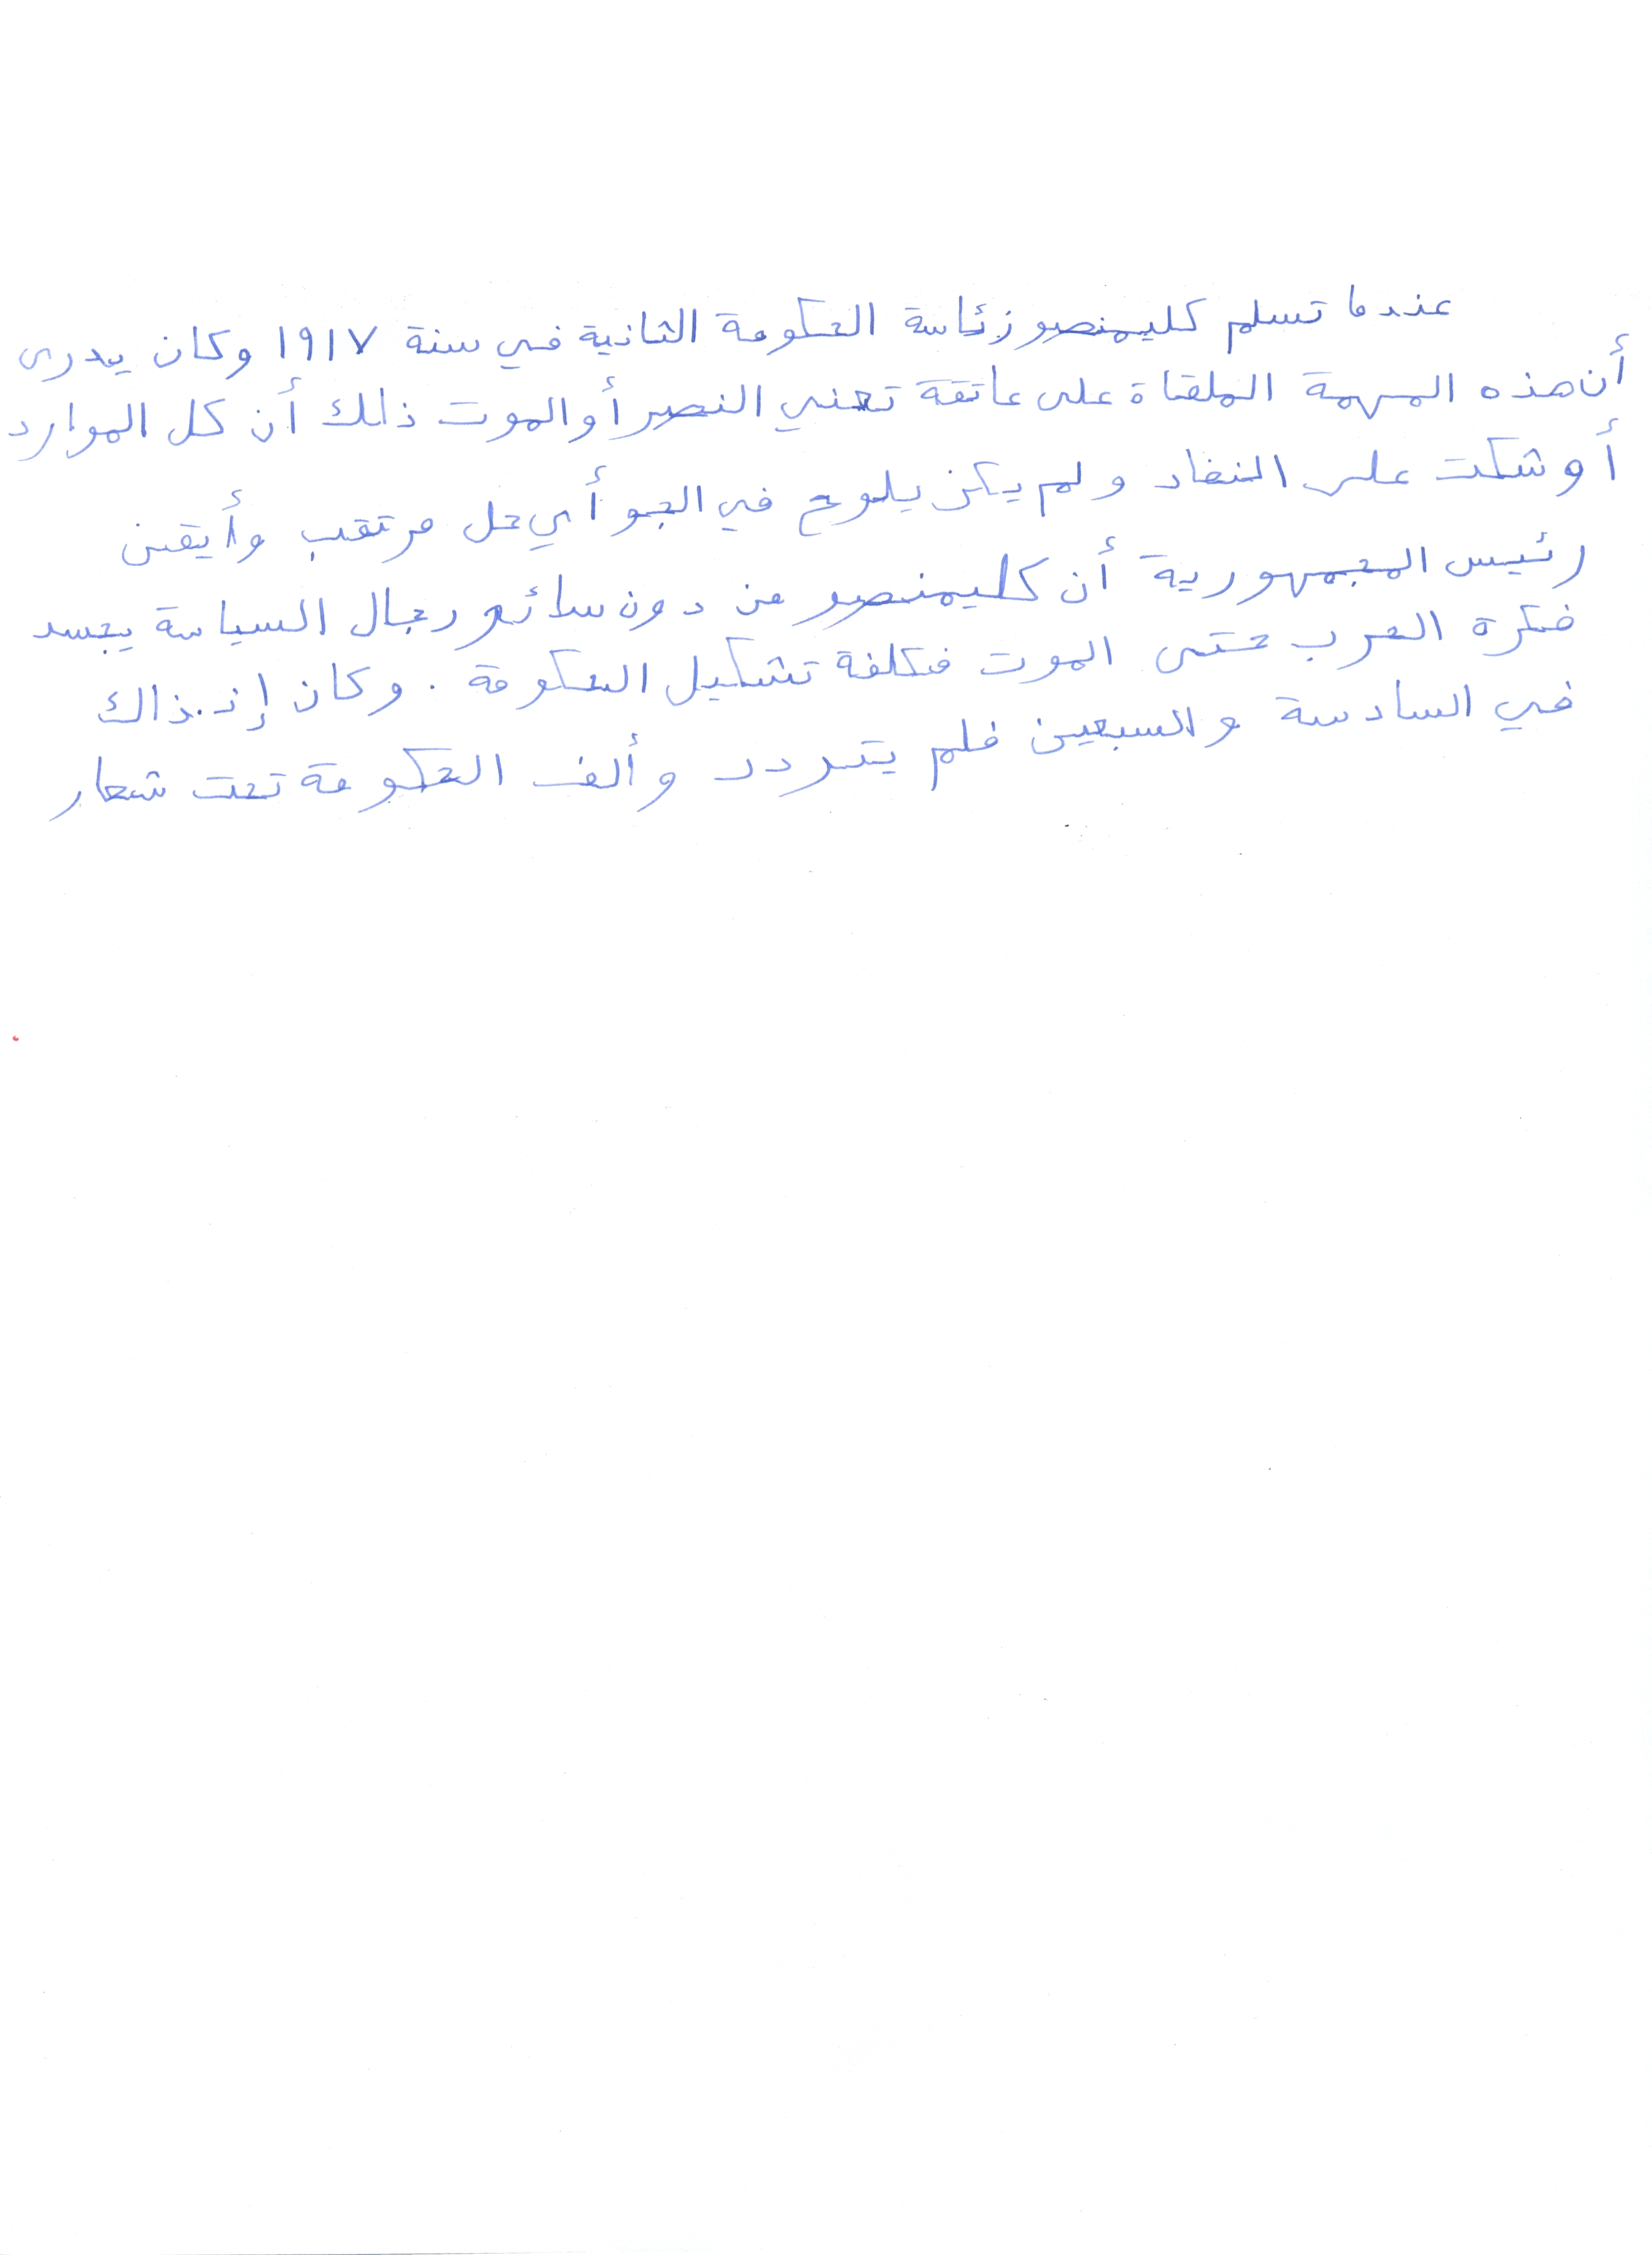 عندما تسلم كليمنصو رئاسة الحكومة الثانية في سنة ١٩١٧ وكان يدرى
أن هذه المهمة الملقاة على عاتقة تعني النصر أو الموت ذلك أن كل الموارد
أوشكت على النفاد ولم يكن يلوح في الجو أي حل مرتقب وأيقن
رئيس الجمهورية أن كليمنصو من دون سائر رجال السياسة يجسد
فكرة الحرب حتى الموت فكلفة تشكيل الحكومة . وكان إذ ذاك
في السادسة والسبعين فلم يتردد وألف الحكومة تحت شعار